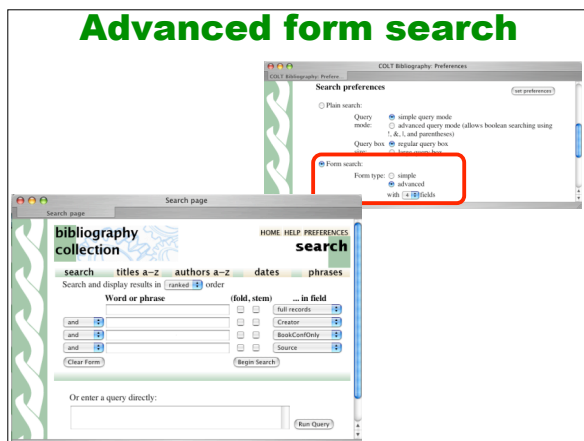 Advanced form search
COLT Bibliography: Preferences
COLT Bibliography: Prefere
Search preferences
set preferences
Plain search:
Query mode:
simple query mode
advanced query mode (allows boolean searching using !, &, |, and parentheses)
Query box
regular query box
large query box
Form search:
Form type:
simple
advanced
with 4 fields
Search page
Search page
bibliography collection
HOME HELP PREFERENCES
search
search titles a–z authors a–z dates phrases
Search and display results in ranked order
Word or phrase (fold, stem) ... in field
full records
and Creator
and BookConfOnly
and Source
Clear Form Begin Search
Or enter a query directly:
Run Query